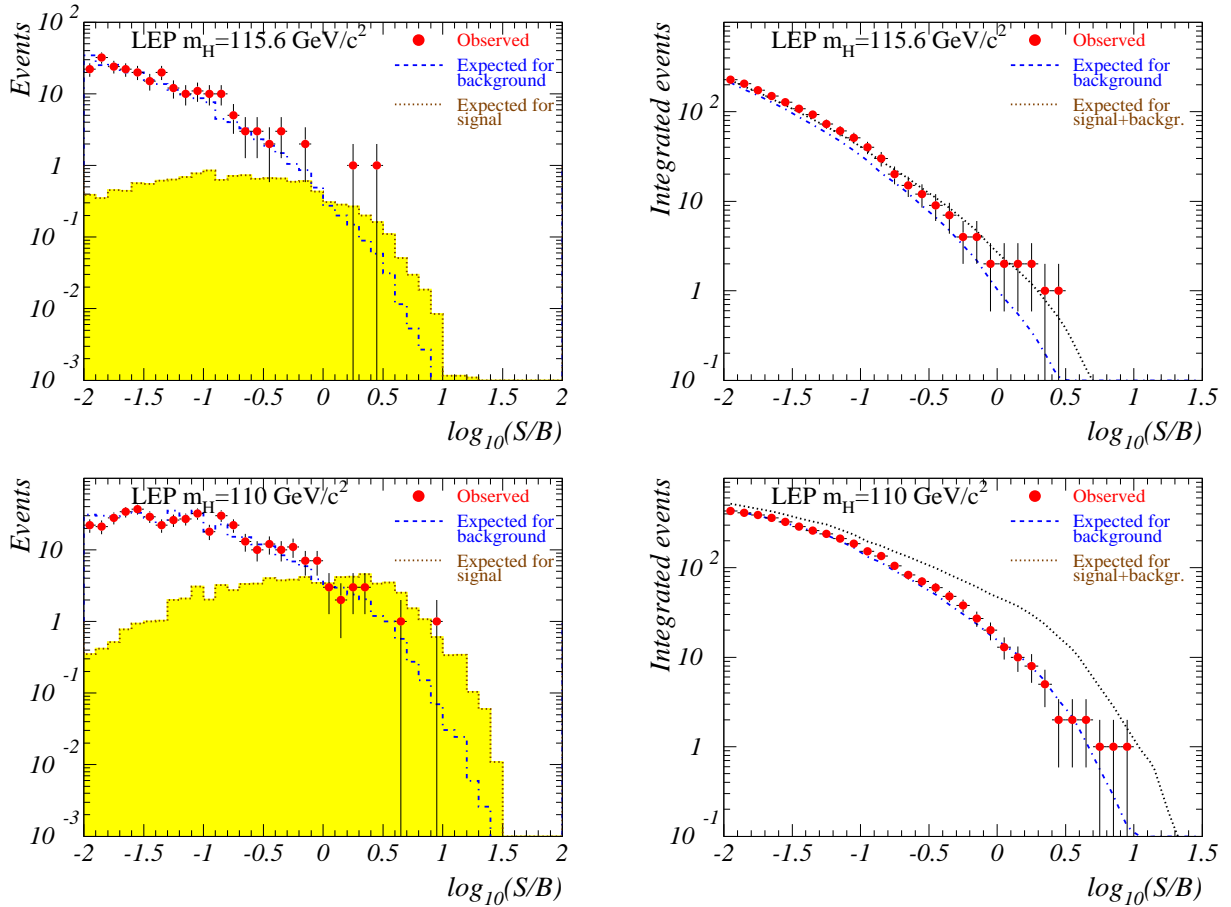 LEP m_H=115.6 GeV/c^2
Events
10^2
10
1
10^-1
10^-2
10^-3
Observed
Expected for
background
Expected for
signal
-2 -1.5 -1 -0.5 0 0.5 1 1.5 2
log_10(S/B)
LEP m_H=115.6 GeV/c^2
Integrated events
10^2
10
1
10^-1
Observed
Expected for
background
Expected for
signal+backgr.
-2 -1.5 -1 -0.5 0 0.5 1 1.5
log_10(S/B)
LEP m_H=110 GeV/c^2
Events
10
1
10^-1
10^-2
10^-3
Observed
Expected for
background
Expected for
signal
-2 -1.5 -1 -0.5 0 0.5 1 1.5 2
log_10(S/B)
LEP m_H=110 GeV/c^2
Integrated events
10^2
10
1
10^-1
Observed
Expected for
background
Expected for
signal+backgr.
-2 -1.5 -1 -0.5 0 0.5 1 1.5
log_10(S/B)